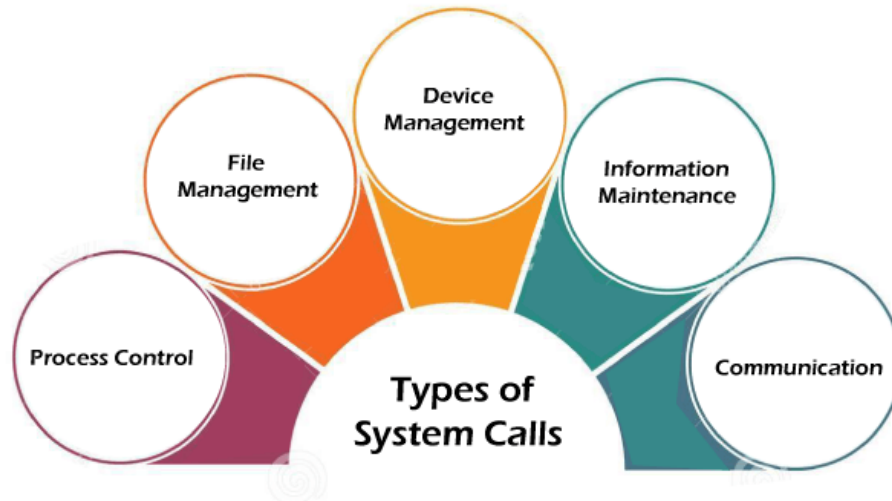 Device
Management
File
Management
Information
Maintenance
Process Control
Communication
Types of
System Calls